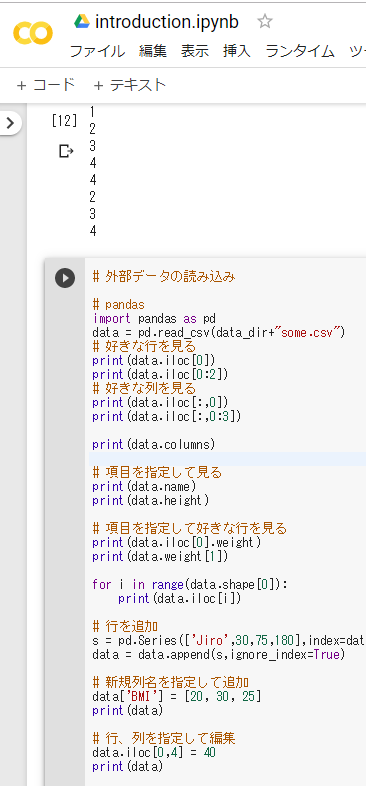 CO introduction.ipynb
ファイル 編集 表示 挿入 ランタイム ツ
+ コード + テキスト
[12] 1
2
3
4
4
2
3
4
# 外部データの読み込み
# pandas
import pandas as pd
data = pd.read_csv(data_dir+"some.csv")
# 好きな行を見る
print(data.iloc[0])
print(data.iloc[0:2])
# 好きな列を見る
print(data.iloc[:,0])
print(data.iloc[:,0:3])
print(data.columns)
# 項目を指定して見る
print(data.name)
print(data.height)
# 項目を指定して好きな行を見る
print(data.iloc[0].weight)
print(data.weight[1])
for i in range(data.shape[0]):
    print(data.iloc[i])
# 行を追加
s = pd.Series(['Jiro',30,75,180],index=dat
data = data.append(s,ignore_index=True)
# 新規列名を指定して追加
data['BMI'] = [20, 30, 25]
print(data)
# 行、列を指定して編集
data.iloc[0,4] = 40
print(data)